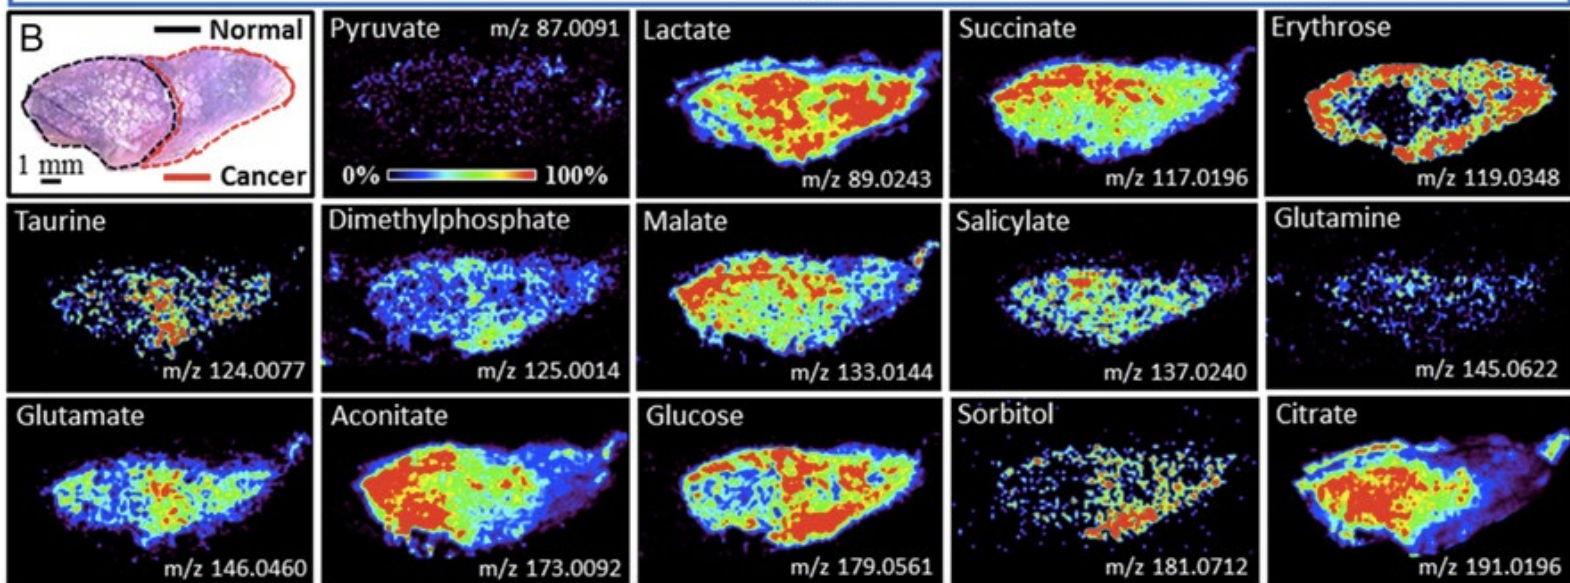 B
Normal
1 mm
Cancer
Pyruvate m/z 87.0091
0% 100%
Lactate
m/z 89.0243
Succinate
m/z 117.0196
Erythrose
m/z 119.0348
Taurine
m/z 124.0077
Dimethylphosphate
m/z 125.0014
Malate
m/z 133.0144
Salicylate
m/z 137.0240
Glutamine
m/z 145.0622
Glutamate
m/z 146.0460
Aconitate
m/z 173.0092
Glucose
m/z 179.0561
Sorbitol
m/z 181.0712
Citrate
m/z 191.0196